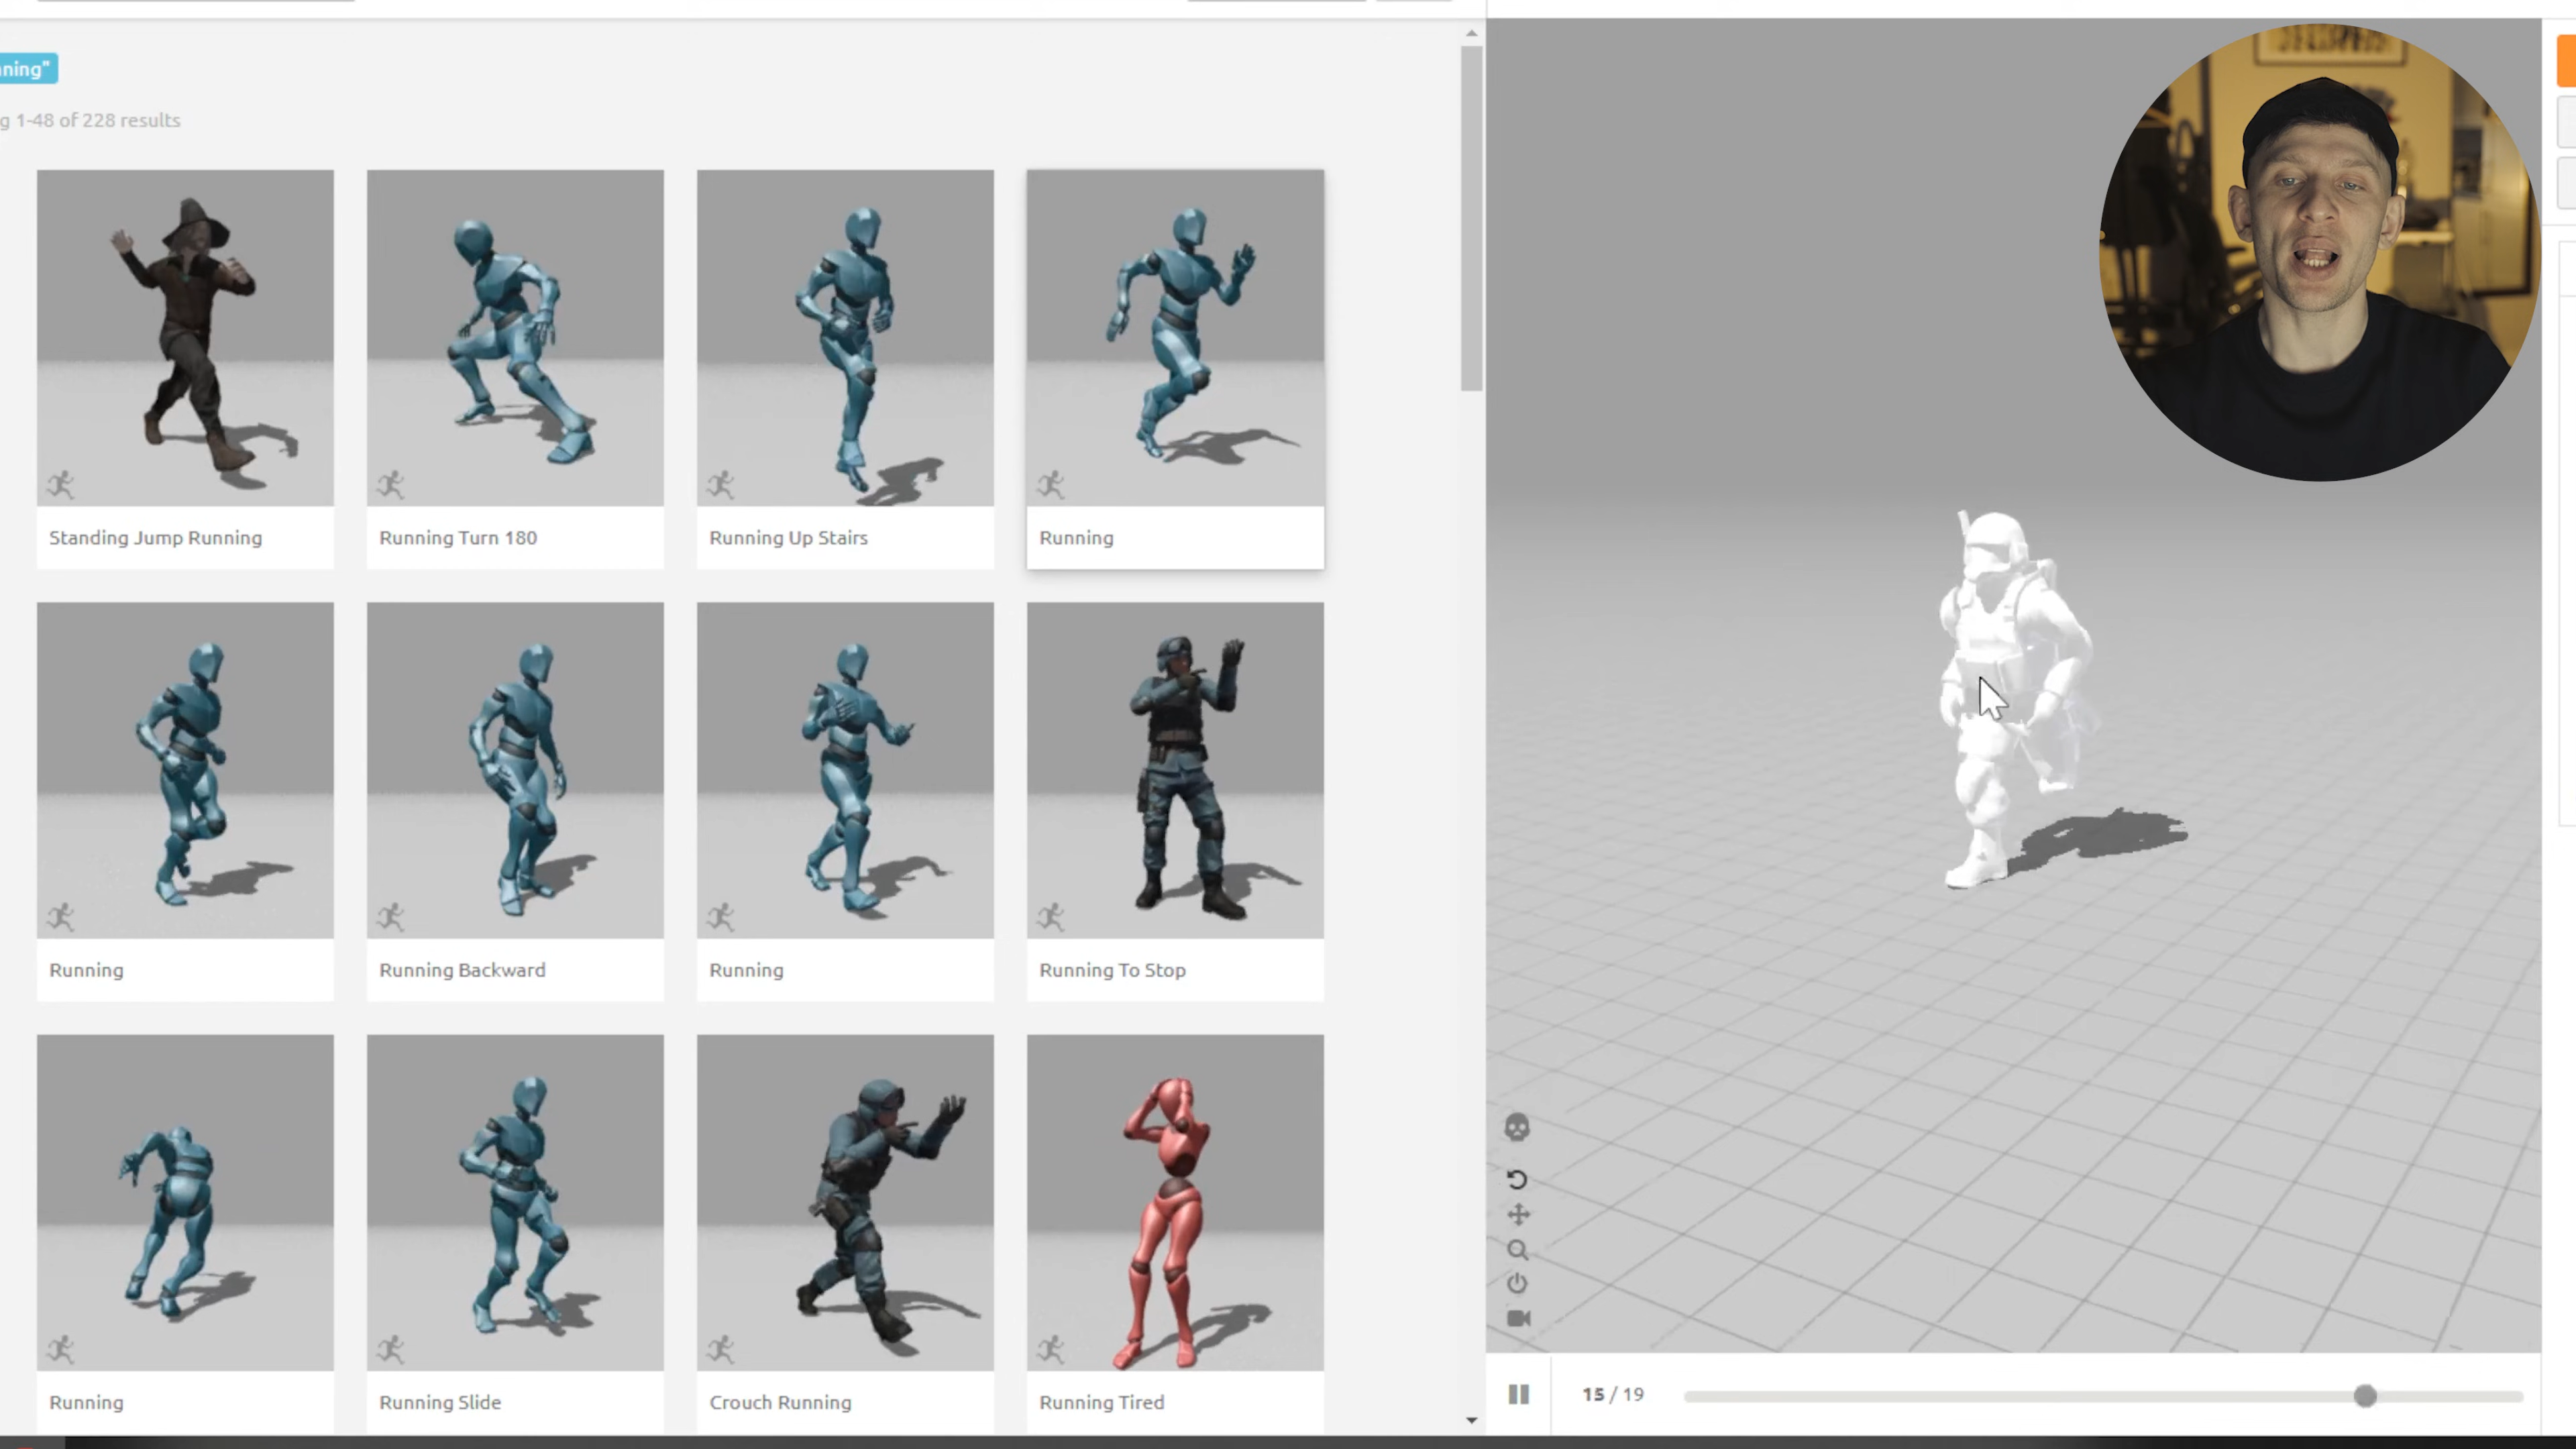 ning"
g 1-48 of 228 results
Standing Jump Running
Running Turn 180
Running Up Stairs
Running
Running
Running Backward
Running
Running To Stop
Running
Running Slide
Crouch Running
Running Tired
15 / 19